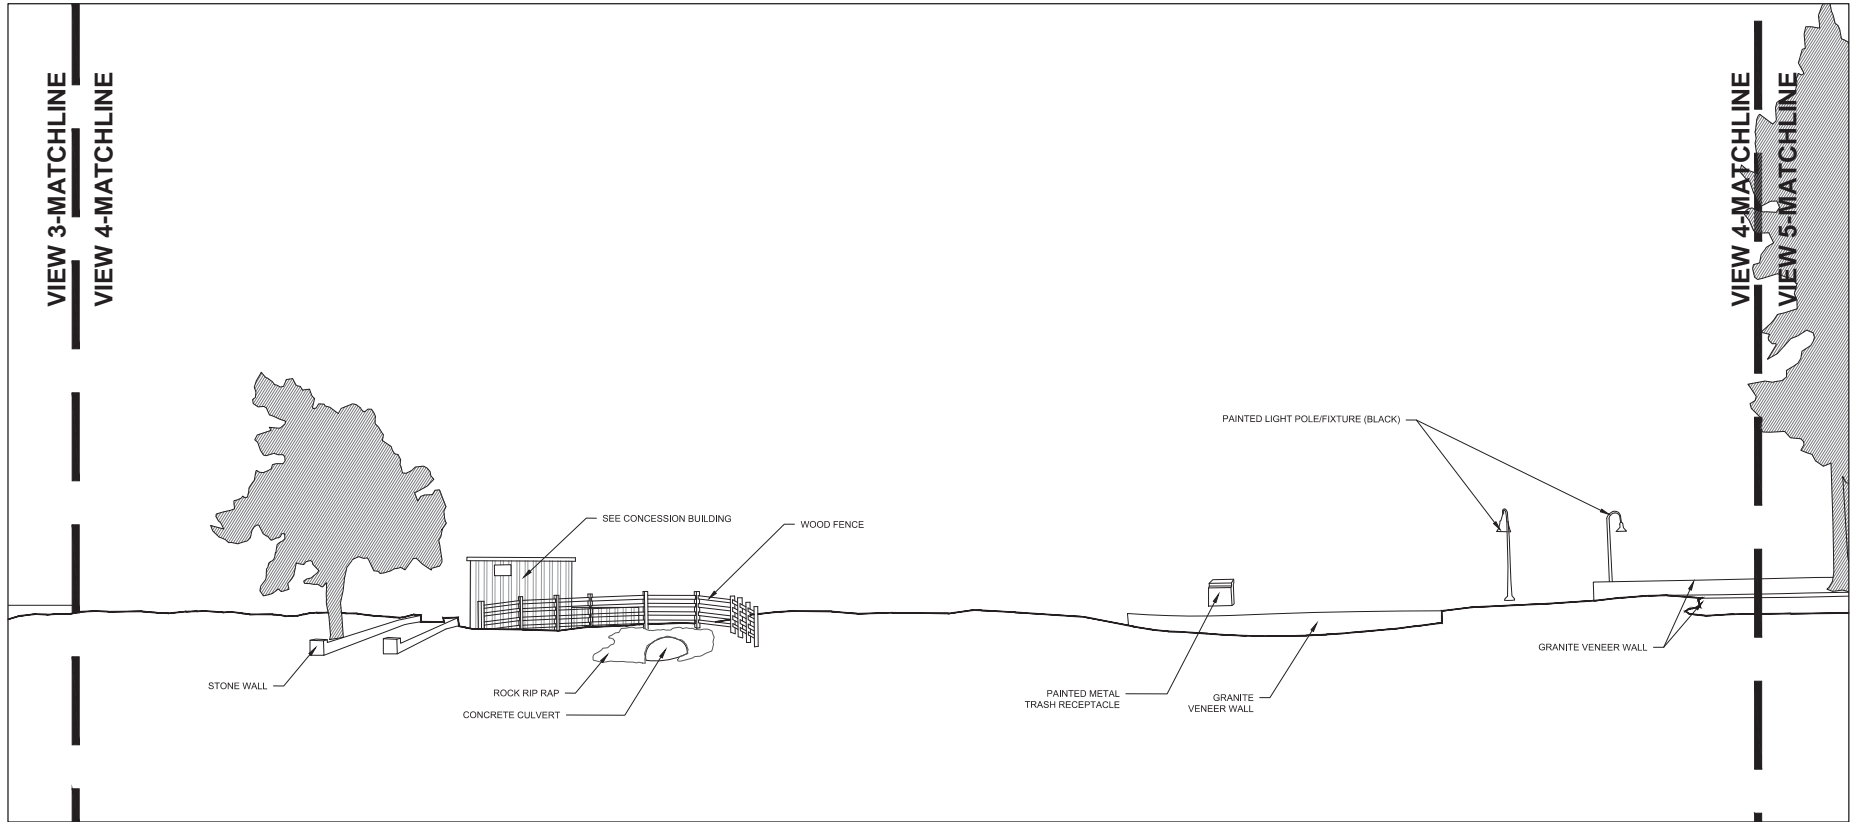 VIEW 3-MATCHLINE
VIEW 4-MATCHLINE
VIEW 4-MATCHLINE
VIEW 5-MATCHLINE
PAINTED LIGHT POLE/FIXTURE (BLACK)
SEE CONCESSION BUILDING
WOOD FENCE
STONE WALL
ROCK RIP RAP
CONCRETE CULVERT
PAINTED METAL
TRASH RECEPTACLE
GRANITE
VENEER WALL
GRANITE VENEER WALL